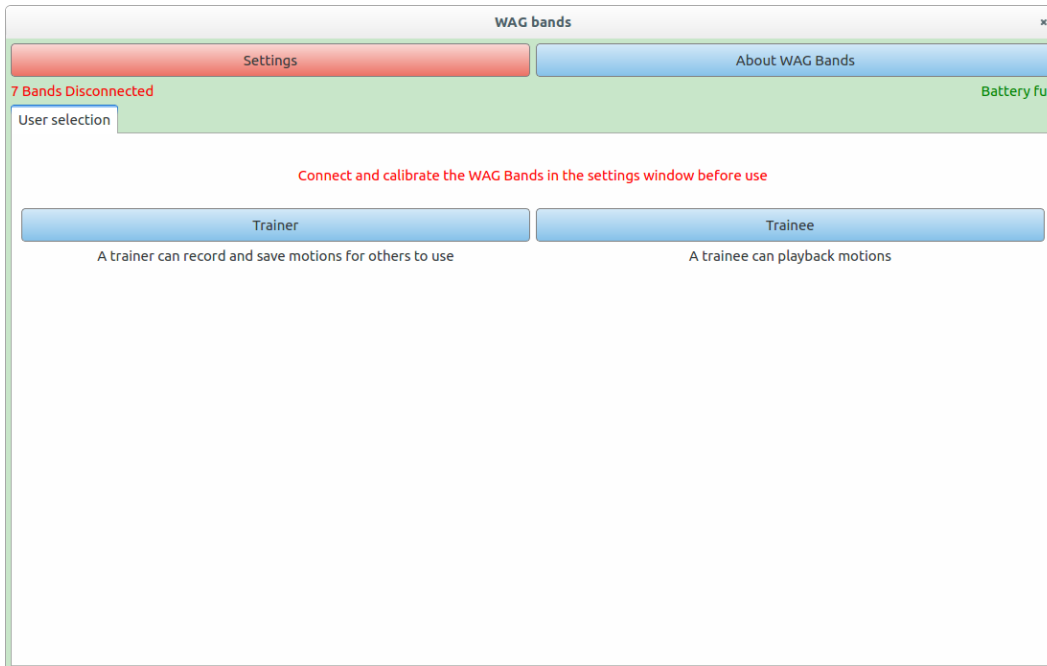 WAG bands
Settings
About WAG Bands
7 Bands Disconnected
Battery fu
User selection
Connect and calibrate the WAG Bands in the settings window before use
Trainer
Trainee
A trainer can record and save motions for others to use
A trainee can playback motions